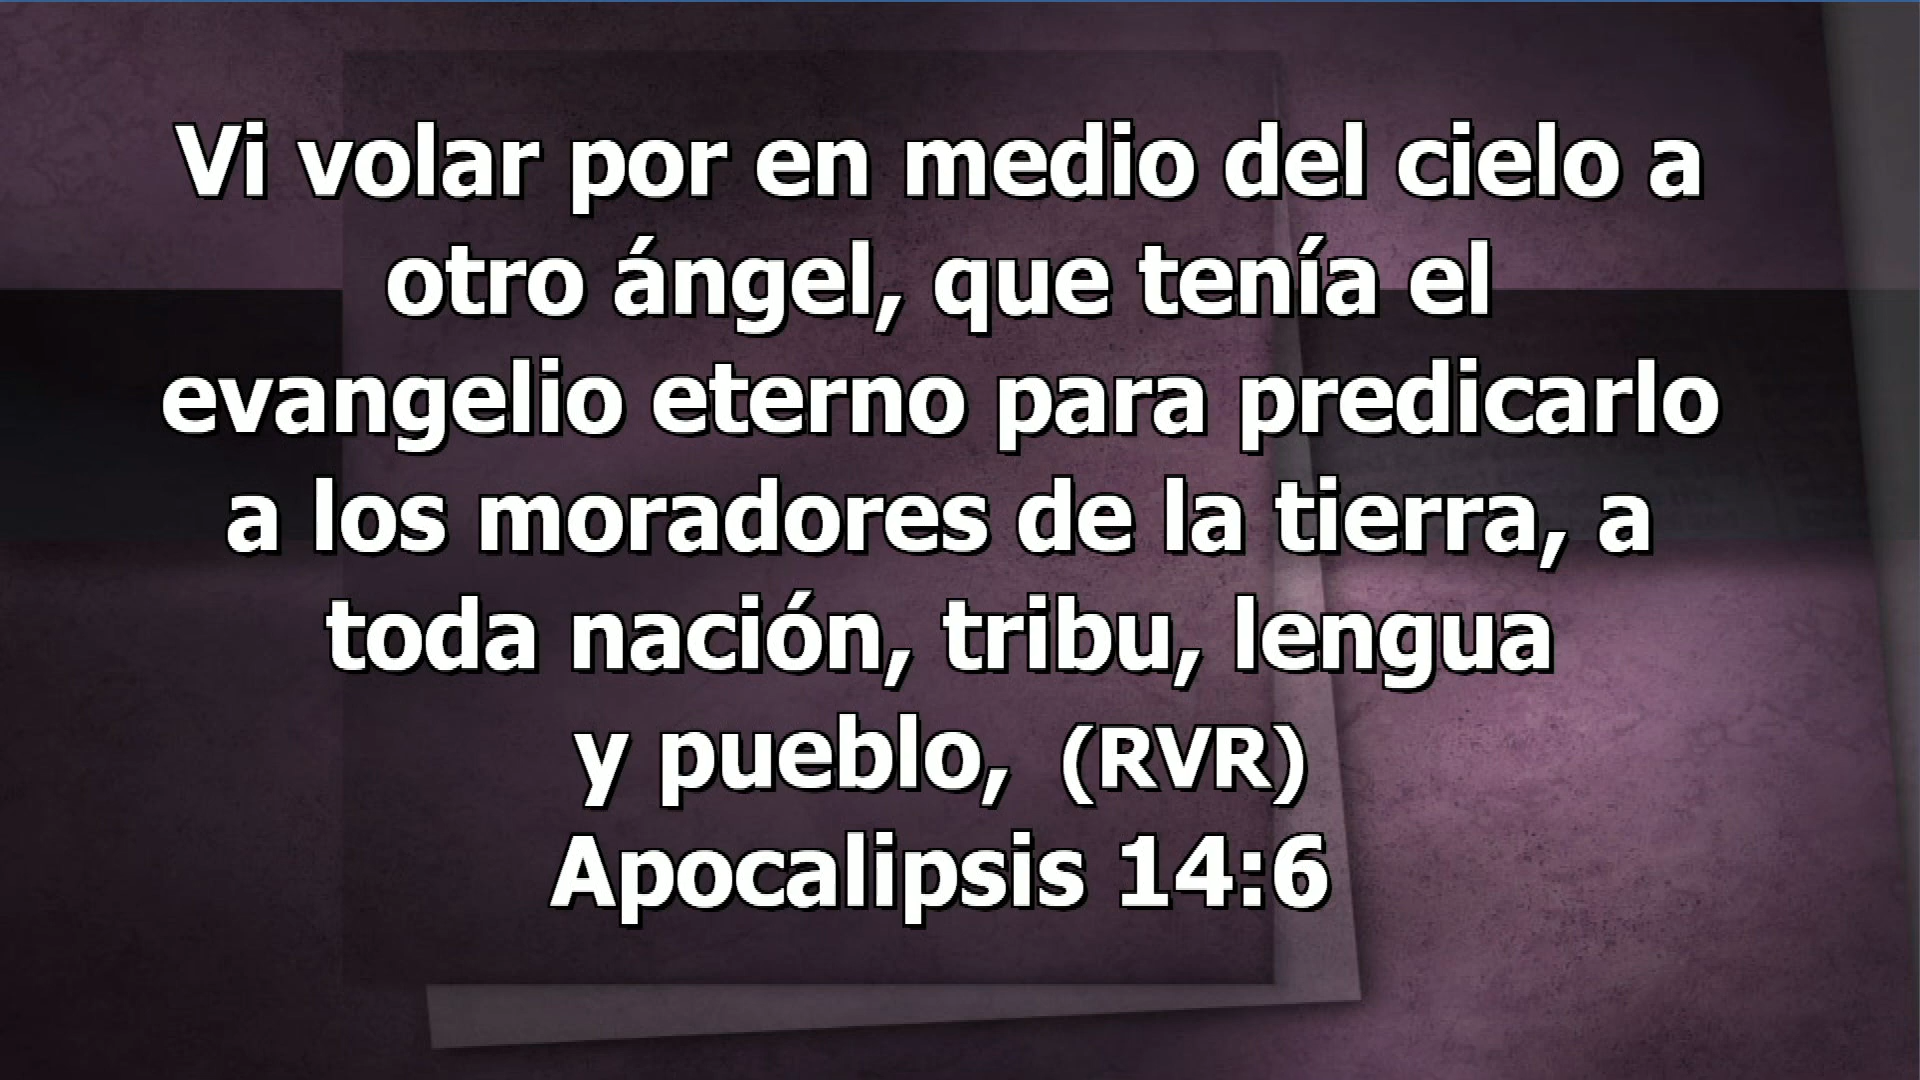 Vi volar por en medio del cielo a
otro ángel, que tenía el
evangelio eterno para predicarlo
a los moradores de la tierra, a
toda nación, tribu, lengua
y pueblo,  (RVR)
Apocalipsis 14:6